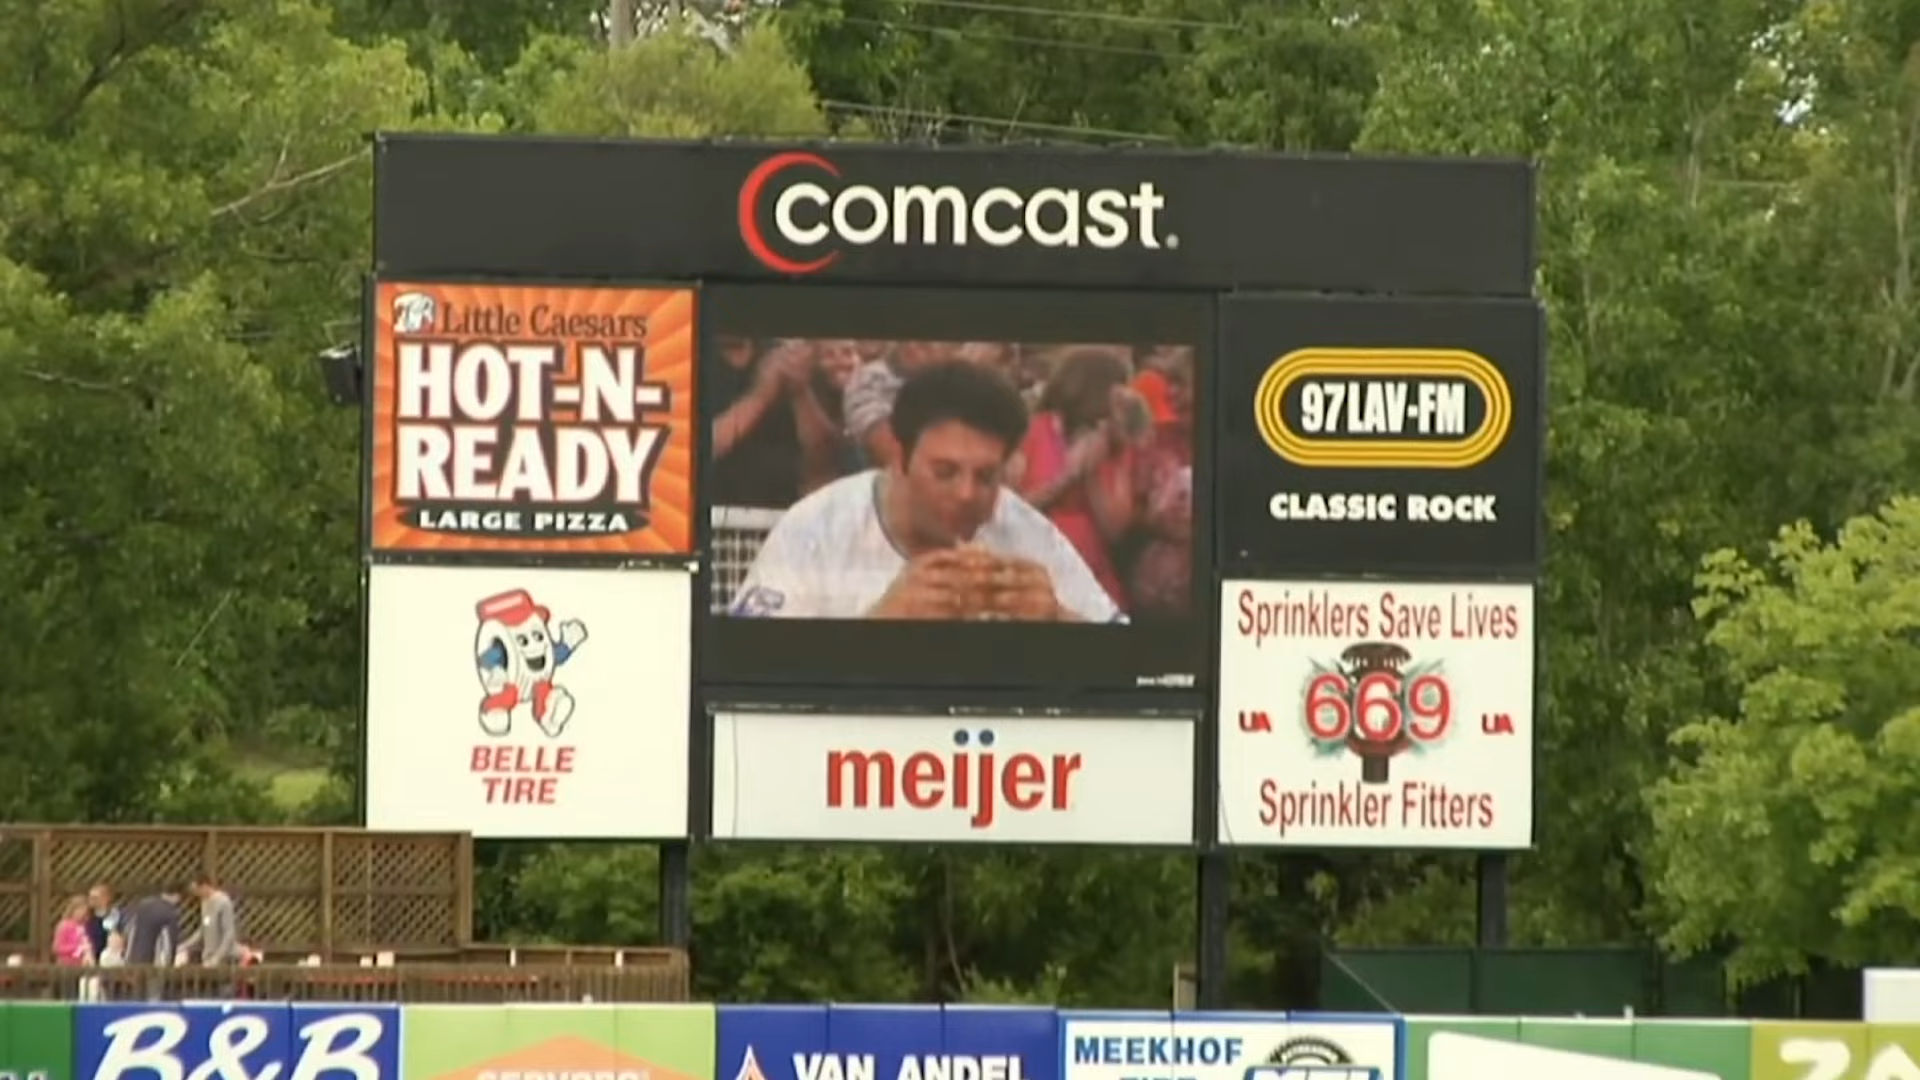 comcast.
Little Caesars
HOT-N-
READY
LARGE PIZZA
97LAV-FM
CLASSIC ROCK
BELLE
TIRE
meijer
Sprinklers Save Lives
UA 669 UA
Sprinkler Fitters
B&B
VAN ANDEL
MEEKHOF
TIRE